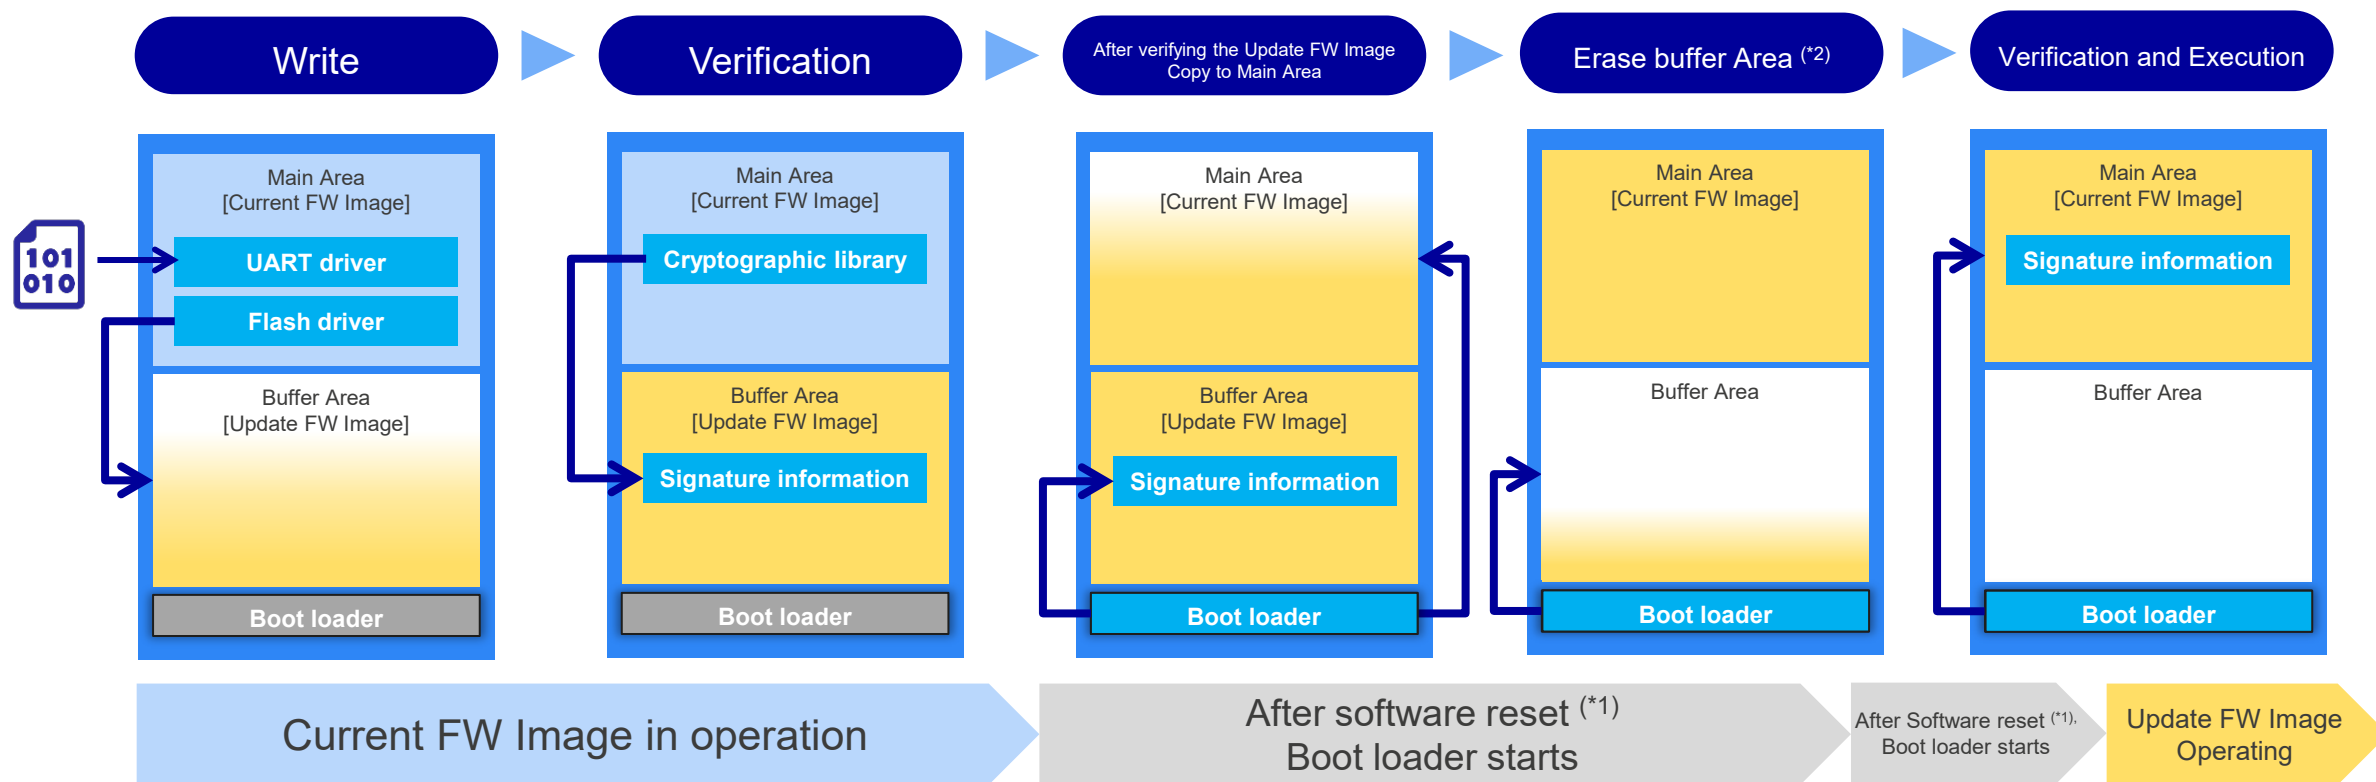 Write
Verification
After verifying the Update FW Image
Copy to Main Area
Erase buffer Area (*2)
Verification and Execution
101
010
Main Area
[Current FW Image]
UART driver
Flash driver
Buffer Area
[Update FW Image]
Boot loader
Main Area
[Current FW Image]
Cryptographic library
Buffer Area
[Update FW Image]
Signature information
Boot loader
Main Area
[Current FW Image]
Buffer Area
[Update FW Image]
Signature information
Boot loader
Main Area
[Current FW Image]
Buffer Area
Boot loader
Main Area
[Current FW Image]
Signature information
Buffer Area
Boot loader
Current FW Image in operation
After software reset (*1)
Boot loader starts
After Software reset (*1),
Boot loader starts
Update FW Image
Operating